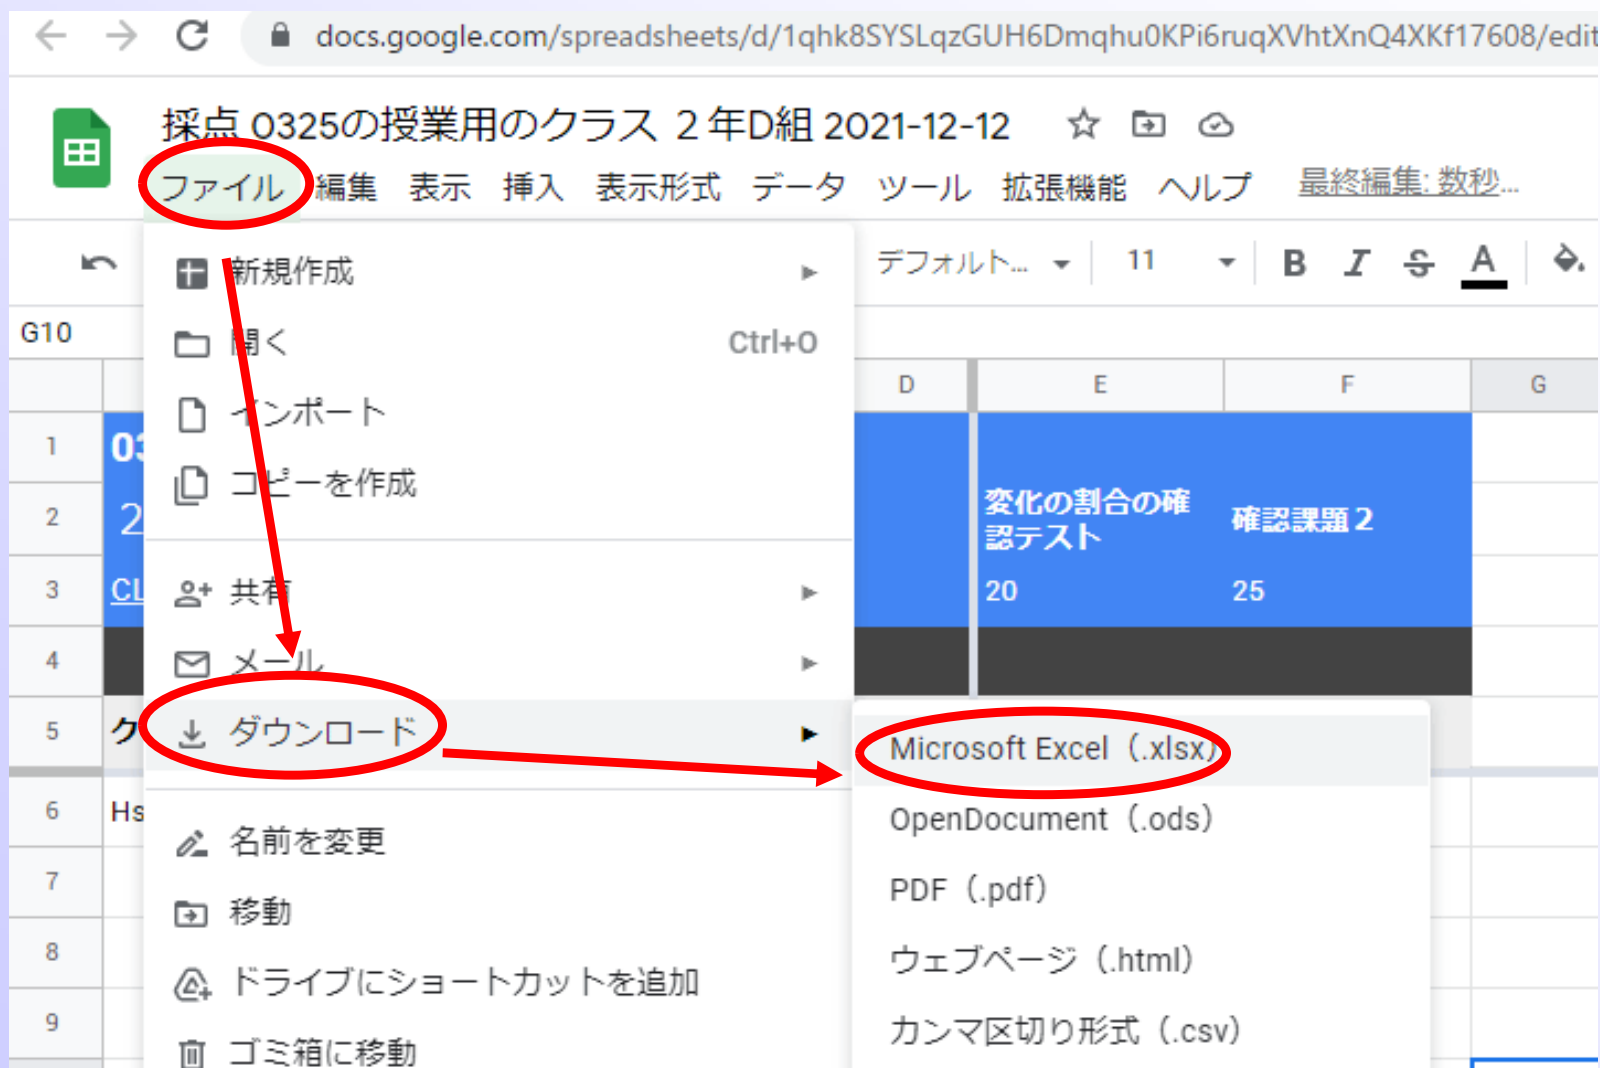 docs.google.com/spreadsheets/d/1qhk8SYSLqzGUH6Dmqhu0KPi6ruqXVhtXnQ4XKf17608/edit
採点 0325の授業用のクラス ２年D組 2021-12-12
ファイル 編集 表示 挿入 表示形式 データ ツール 拡張機能 ヘルプ 最終編集: 数秒...
デフォルト... 11 B I S A
G10
新規作成
開く Ctrl+O
インポート
コピーを作成
共有
メール
ダウンロード
名前を変更
移動
ドライブにショートカットを追加
ゴミ箱に移動
Microsoft Excel（.xlsx）
OpenDocument（.ods）
PDF（.pdf）
ウェブページ（.html）
カンマ区切り形式（.csv）
D E F G
1 03
2 2 変化の割合の確
認テスト 確認課題２
3 CL 20 25
4
5 ク
6 Hs
7
8
9